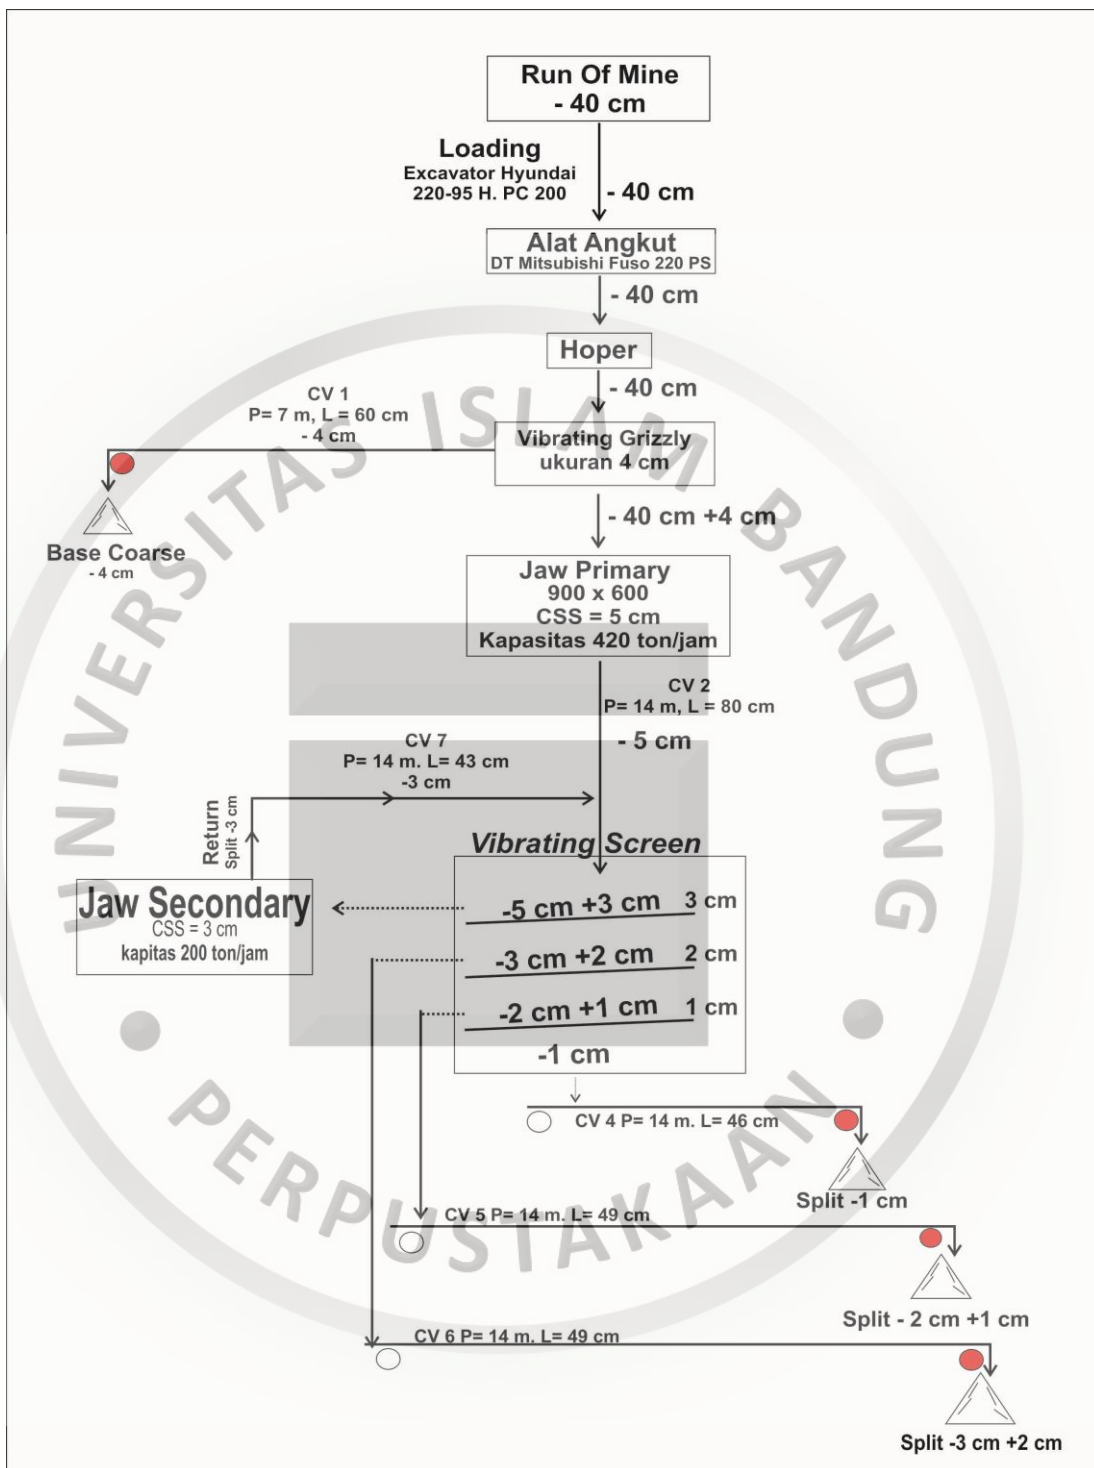 Run Of Mine
- 40 cm
Loading
Excavator Hyundai
220-95 H. PC 200
- 40 cm
Alat Angkut
DT Mitsubishi Fuso 220 PS
- 40 cm
Hoper
- 40 cm
CV 1
P= 7 m, L = 60 cm
- 4 cm
Vibrating Grizzly
ukuran 4 cm
- 40 cm +4 cm
Base Coarse
- 4 cm
Jaw Primary
900 x 600
CSS = 5 cm
Kapasitas 420 ton/jam
CV 2
P= 14 m, L = 80 cm
- 5 cm
CV 7
P= 14 m. L= 43 cm
-3 cm
Return
Split -3 cm
Vibrating Screen
Jaw Secondary
CSS = 3 cm
kapitas 200 ton/jam
-5 cm +3 cm 3 cm
-3 cm +2 cm 2 cm
-2 cm +1 cm 1 cm
-1 cm
CV 4 P= 14 m. L= 46 cm
Split -1 cm
CV 5 P= 14 m. L= 49 cm
Split - 2 cm +1 cm
CV 6 P= 14 m. L= 49 cm
Split -3 cm +2 cm
UNIVERSITAS ISLAM BANDUNG
PERPUSTAKAAN